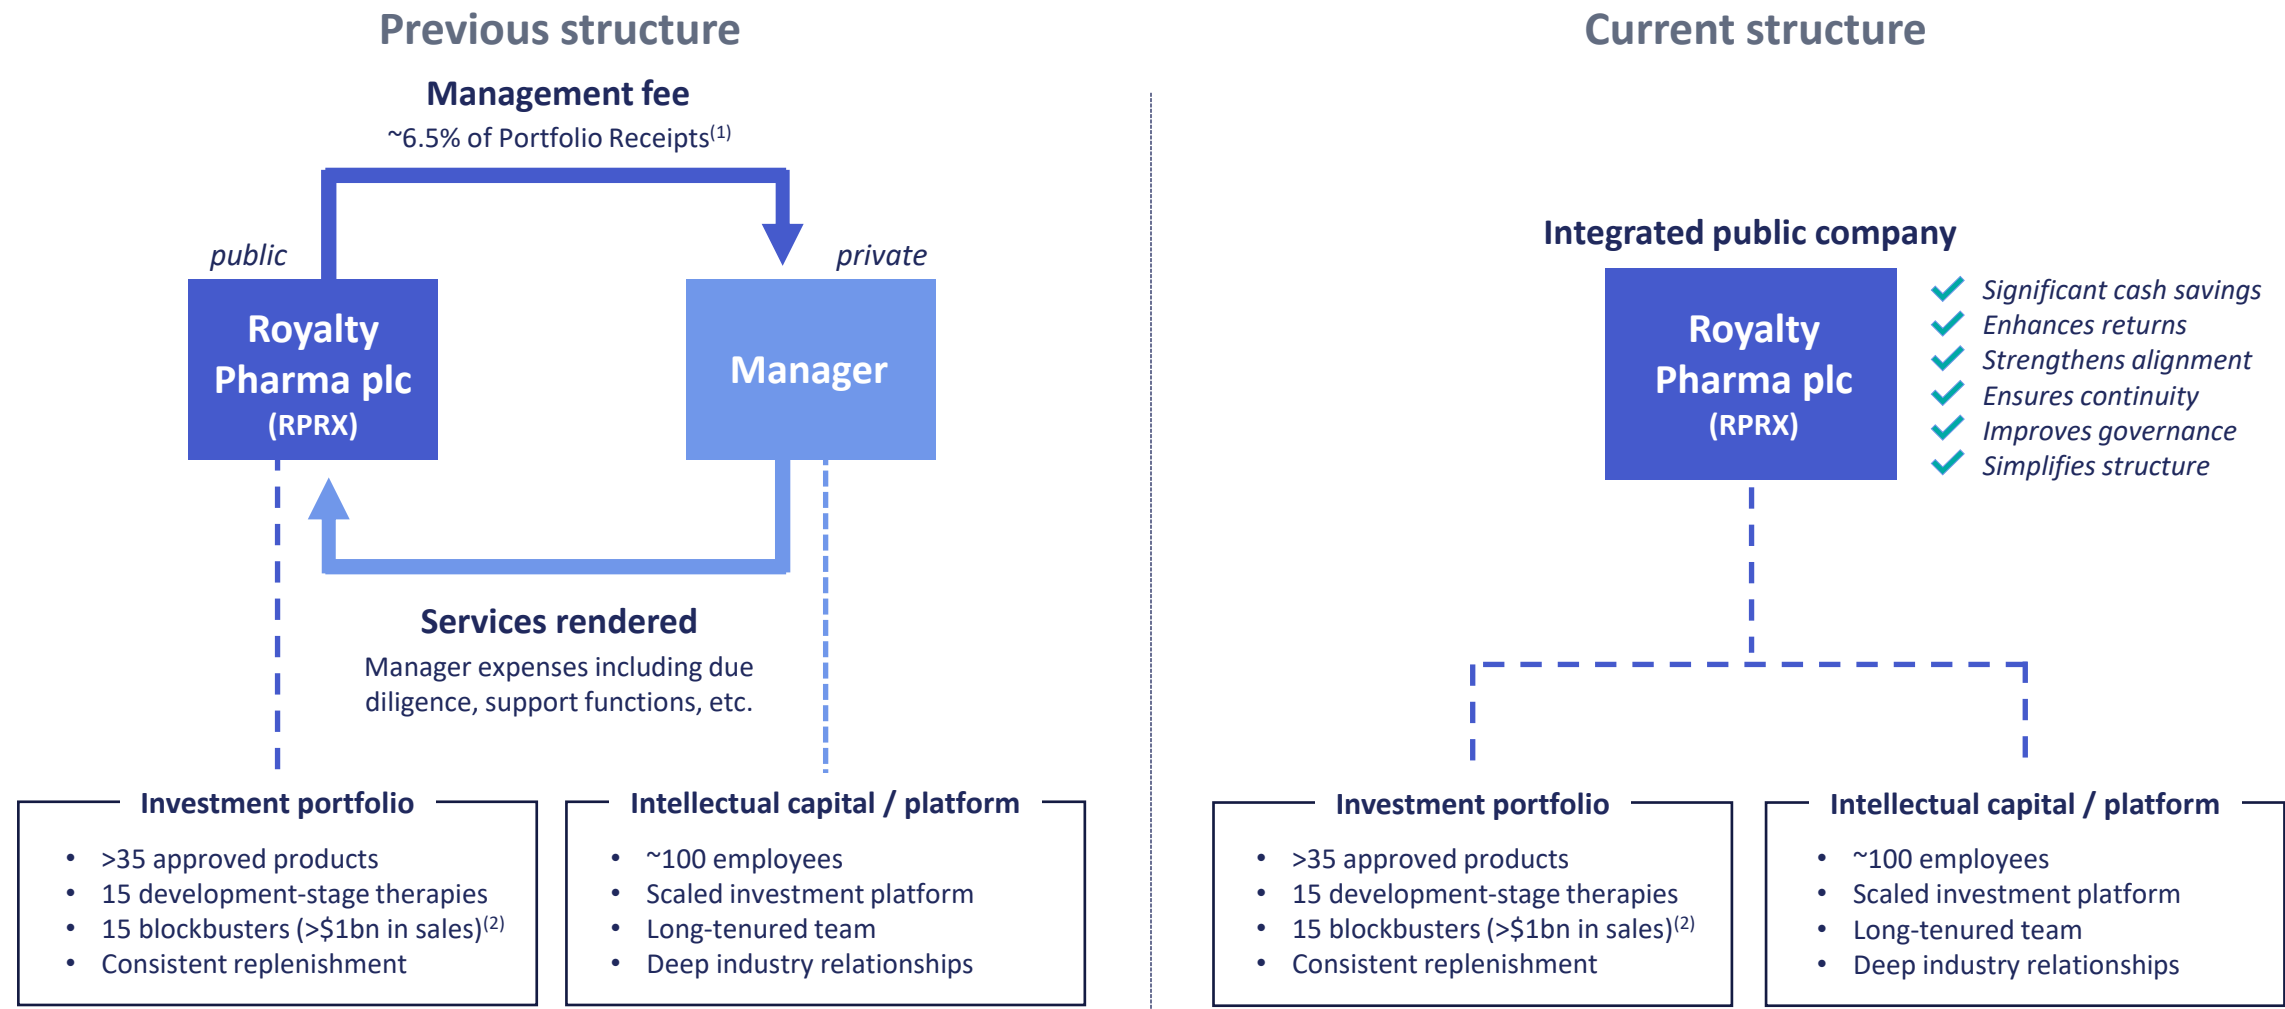 Previous structure
Management fee
~6.5% of Portfolio Receipts(1)
public
private
Royalty
Pharma plc
(RPRX)
Manager
Services rendered
Manager expenses including due
diligence, support functions, etc.
Investment portfolio
• >35 approved products
• 15 development-stage therapies
• 15 blockbusters (>$1bn in sales)(2)
• Consistent replenishment
Intellectual capital / platform
• ~100 employees
• Scaled investment platform
• Long-tenured team
• Deep industry relationships
Current structure
Integrated public company
Royalty
Pharma plc
(RPRX)
Significant cash savings
Enhances returns
Strengthens alignment
Ensures continuity
Improves governance
Simplifies structure
Investment portfolio
• >35 approved products
• 15 development-stage therapies
• 15 blockbusters (>$1bn in sales)(2)
• Consistent replenishment
Intellectual capital / platform
• ~100 employees
• Scaled investment platform
• Long-tenured team
• Deep industry relationships